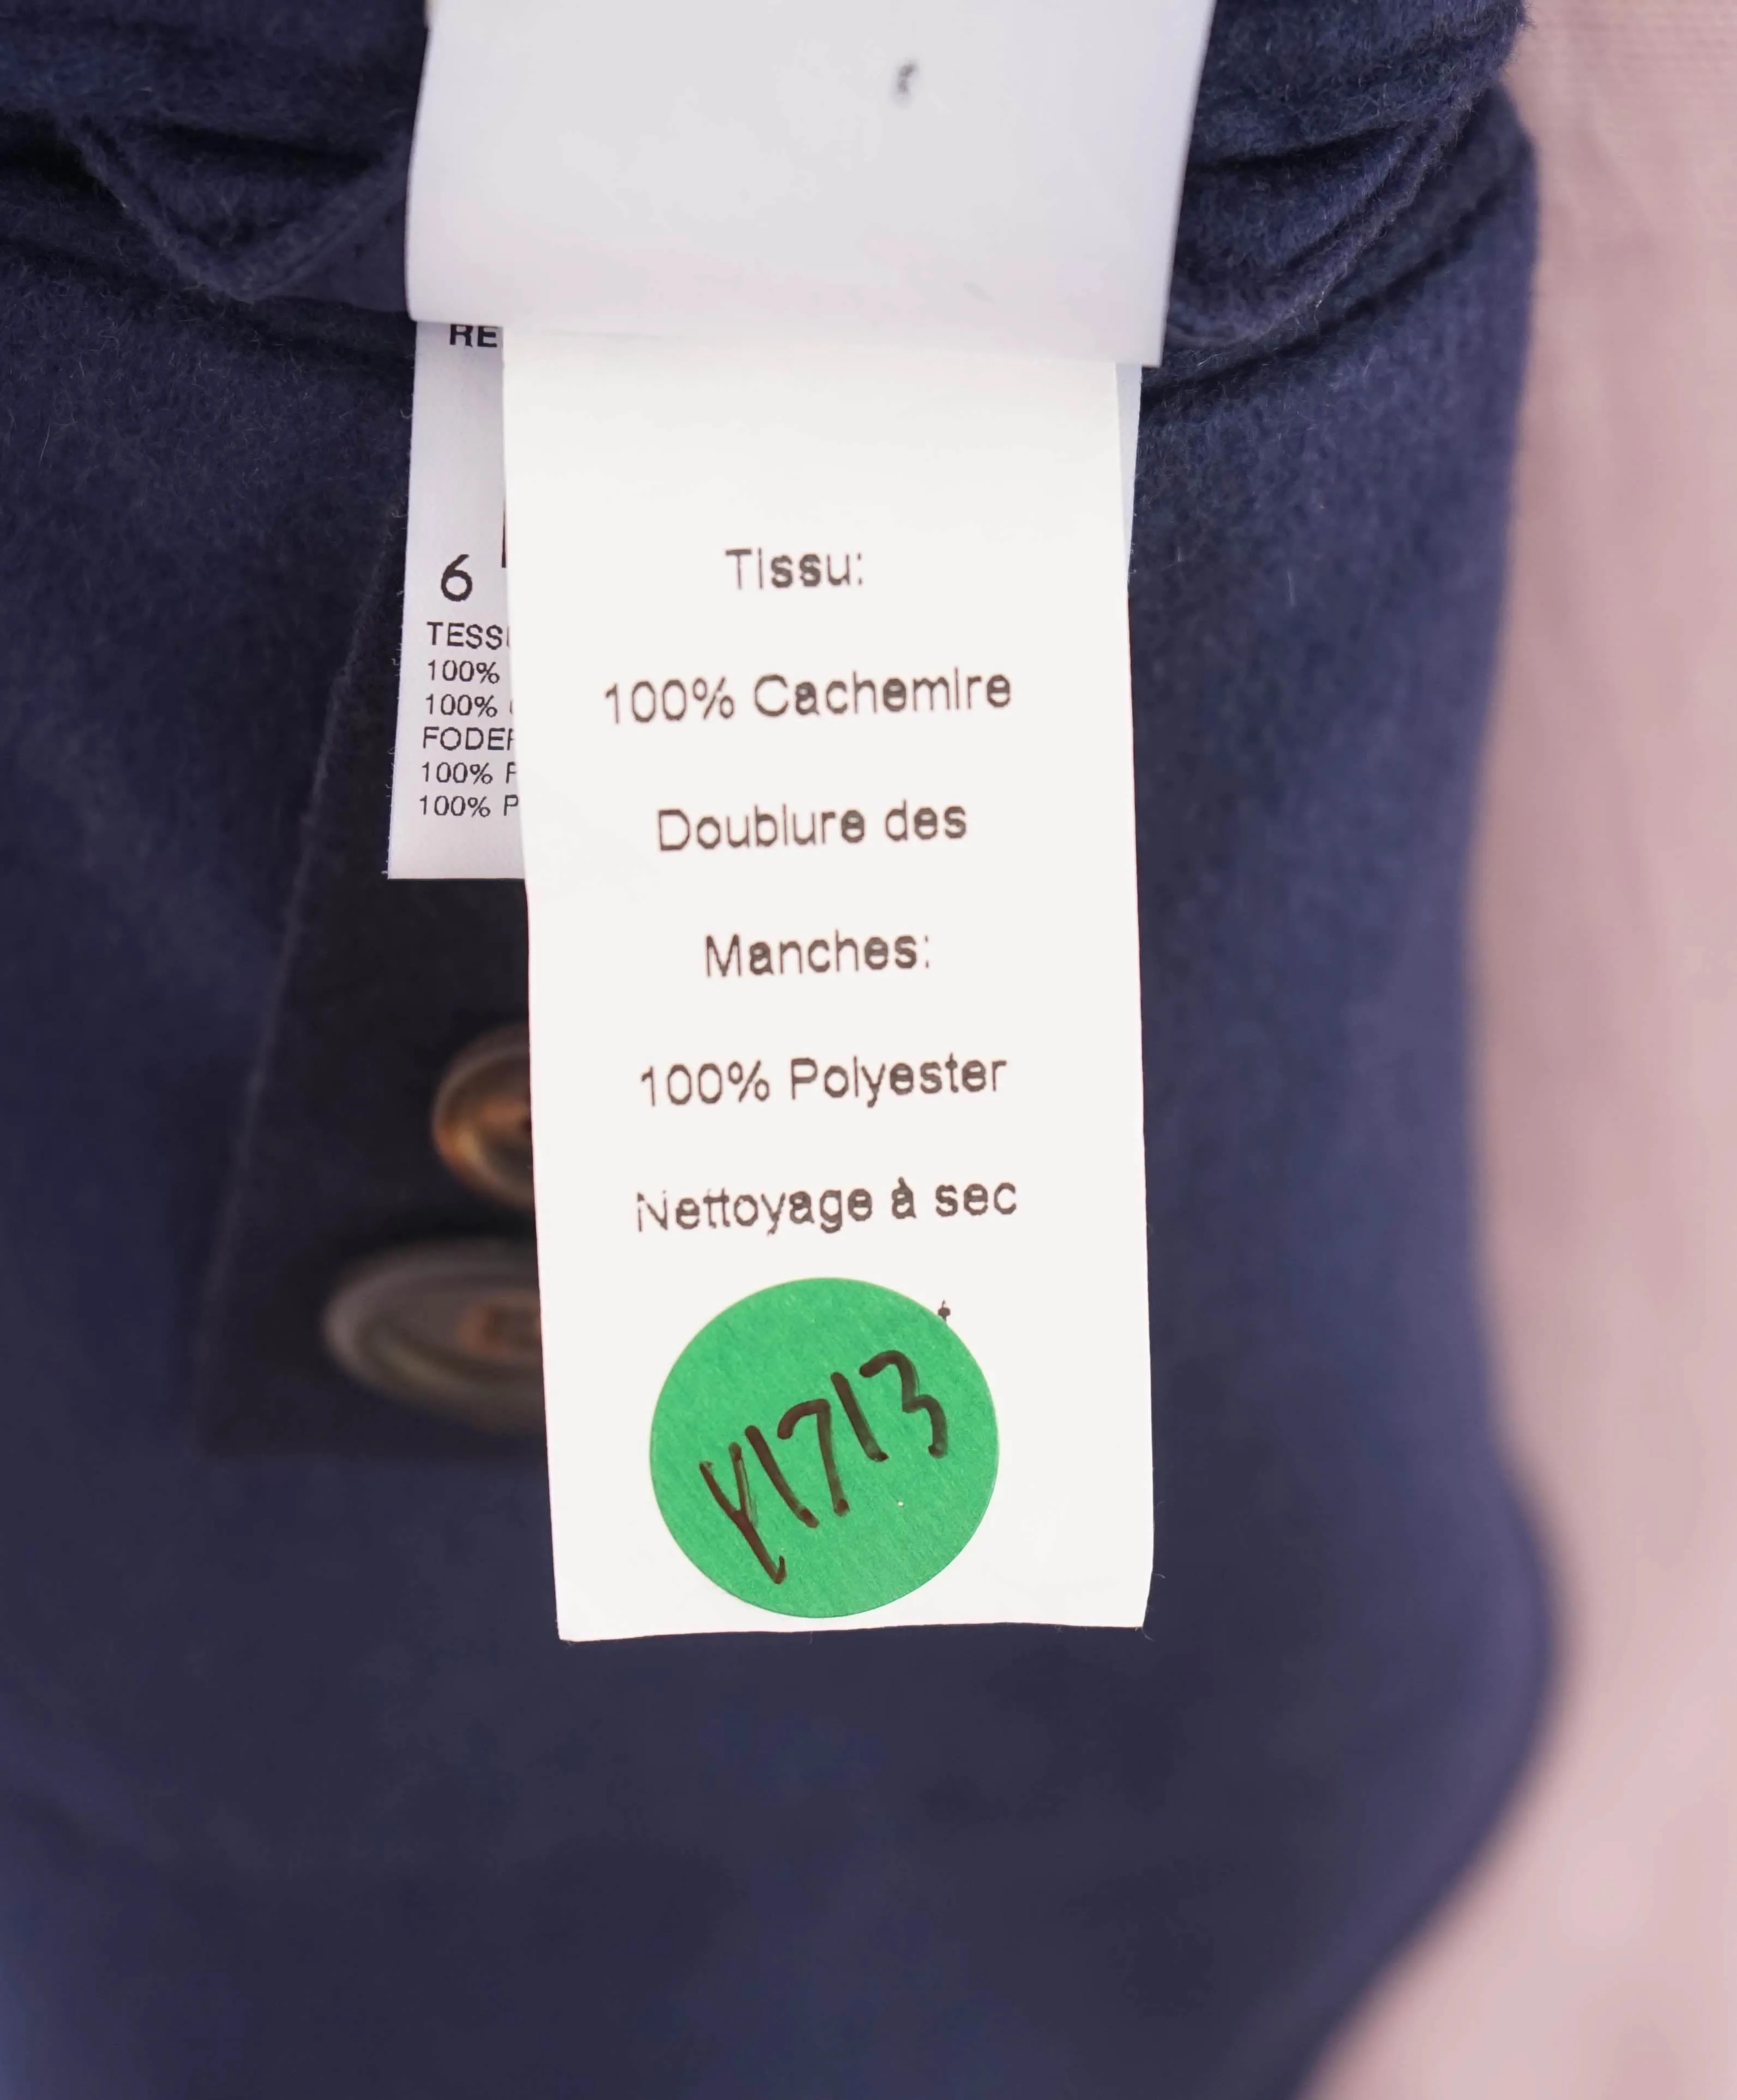 RE
6
TESS
100%
100%
FODER
100% P
100% P
Tissu:
100% Cachemire
Doublure des
Manches:
100% Polyester
Nettoyage à sec
Y1713